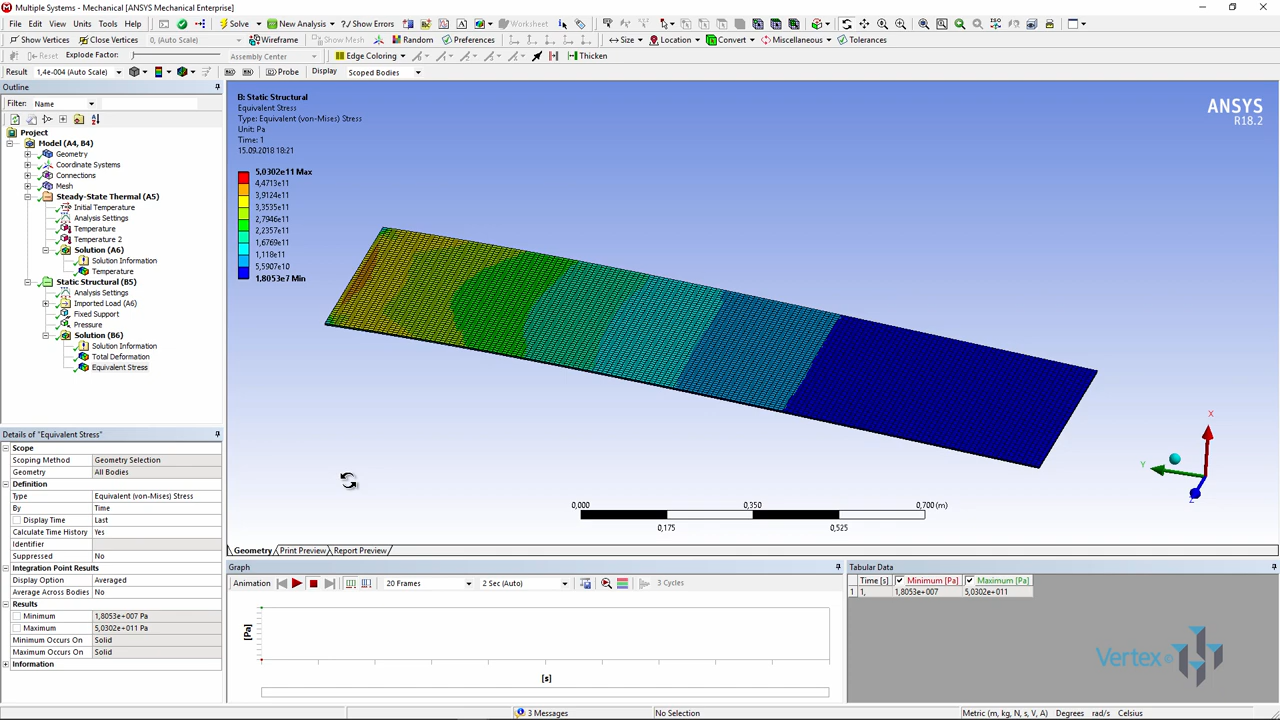 Multiple Systems - Mechanical [ANSYS Mechanical Enterprise]
File Edit View Units Tools Help Solve New Analysis ? Show Errors Worksheet
Show Vertices Close Vertices 0, (Auto Scale) Wireframe Show Mesh Random Preferences Size Location Convert Miscellaneous Tolerances
Reset Explode Factor: Assembly Center Edge Coloring Thicken
Result 1,4e-004 (Auto Scale) Probe Display Scoped Bodies
Outline
Filter: Name
Project
Model (A4, B4)
Geometry
Coordinate Systems
Connections
Mesh
Steady-State Thermal (A5)
Initial Temperature
Analysis Settings
Temperature
Temperature 2
Solution (A6)
Solution Information
Temperature
Static Structural (B5)
Analysis Settings
Imported Load (A6)
Fixed Support
Pressure
Solution (B6)
Solution Information
Total Deformation
Equivalent Stress
Details of "Equivalent Stress"
Scope
Scoping Method Geometry Selection
Geometry All Bodies
Definition
Type Equivalent (von-Mises) Stress
By Time
Display Time Last
Calculate Time History Yes
Identifier
Suppressed No
Integration Point Results
Display Option Averaged
Average Across Bodies No
Results
Minimum 1,8053e+007 Pa
Maximum 5,0302e+011 Pa
Minimum Occurs On Solid
Maximum Occurs On Solid
Information
B: Static Structural
Equivalent Stress
Type: Equivalent (von-Mises) Stress
Unit: Pa
Time: 1
15.09.2018 18:21
5,0302e11 Max
4,4713e11
3,9124e11
3,3535e11
2,7946e11
2,2357e11
1,6769e11
1,118e11
5,5907e10
1,8053e7 Min
ANSYS
R18.2
X
Y
Z
0,000 0,350 0,700 (m)
0,175 0,525
Geometry Print Preview Report Preview
Graph
Animation 20 Frames 2 Sec (Auto) 3 Cycles
[Pa]
[s]
Tabular Data
Time [s] Minimum [Pa] Maximum [Pa]
1 1, 1,8053e+007 5,0302e+011
Vertex ©
3 Messages No Selection Metric (m, kg, N, s, V, A) Degrees rad/s Celsius